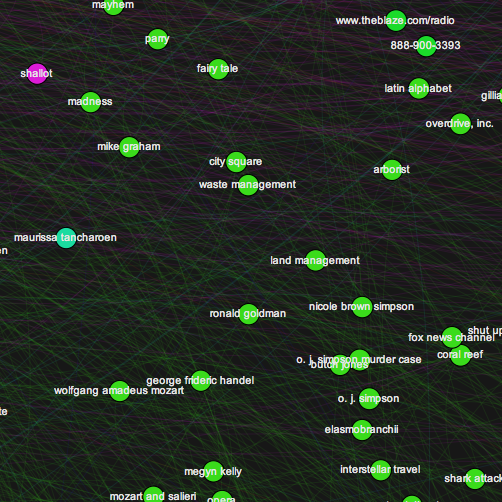 mayhem
www.theblaze.com/radio
parry
888-900-3393
fairy tale
shallot
latin alphabet
madness
overdrive, inc.
mike graham
city square
arborist
waste management
maurissa tancharoen
land management
nicole brown simpson
ronald goldman
shut up
fox news channel
coral reef
o. j. simpson murder case
butch jones
george frideric handel
wolfgang amadeus mozart
o. j. simpson
elasmobranchii
megyn kelly
interstellar travel
shark attack
mozart and salieri
opera